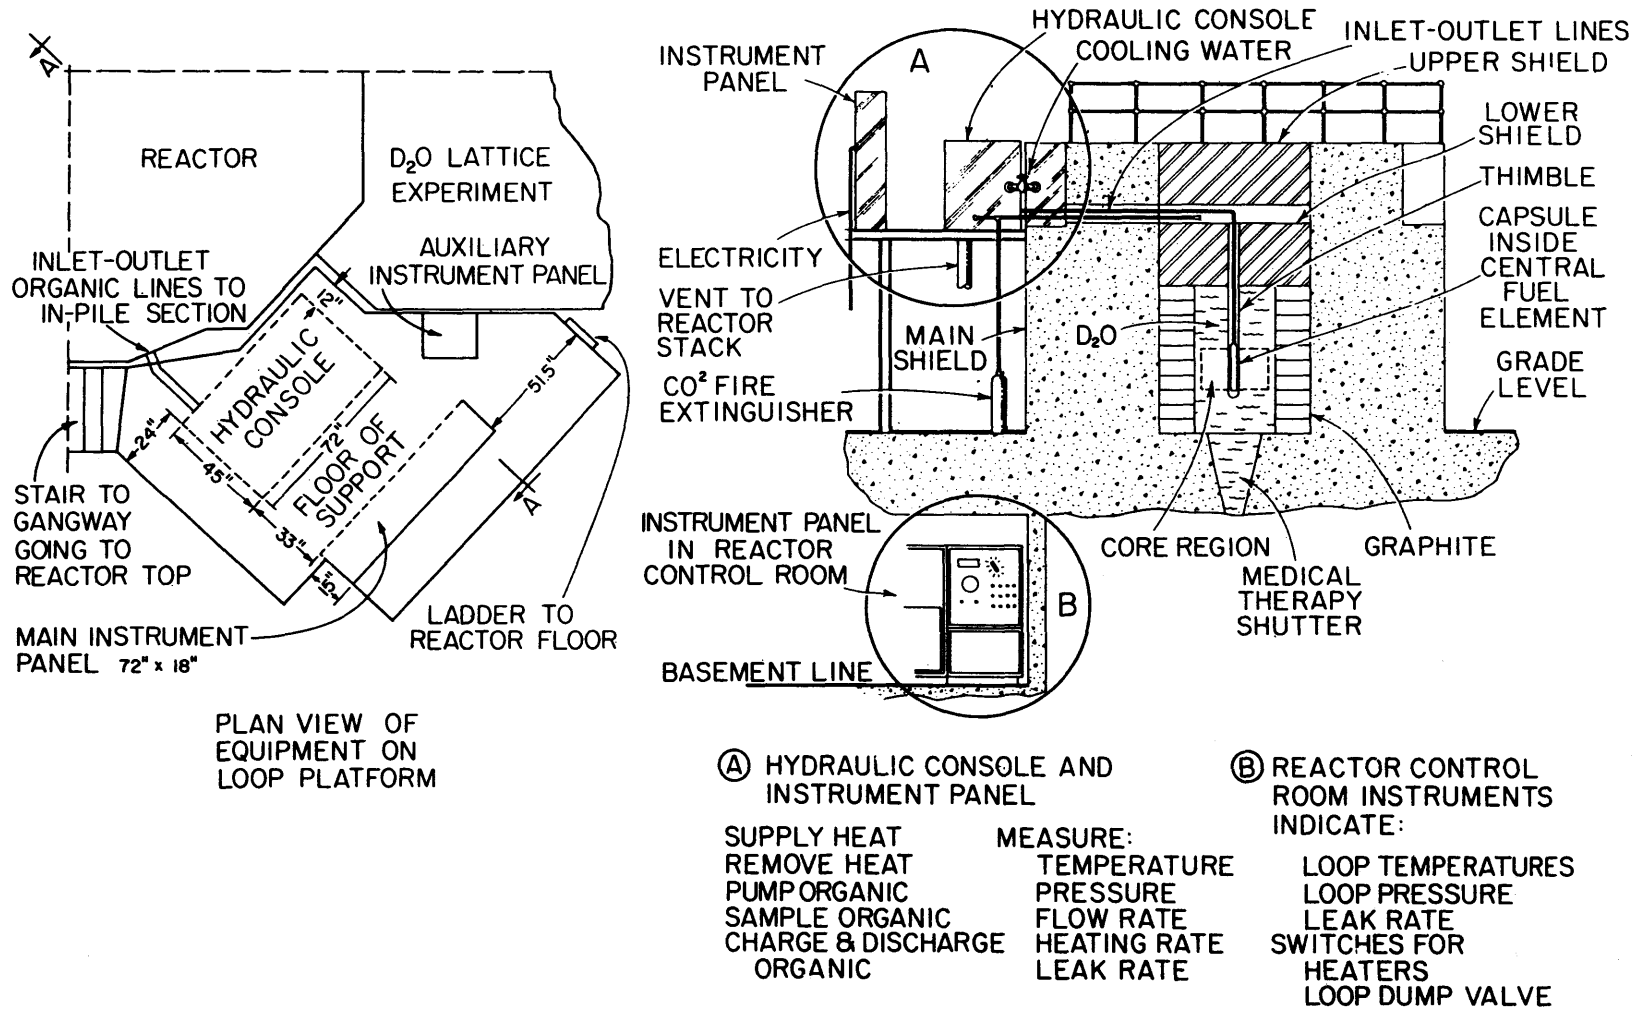 A
REACTOR
D2O LATTICE
EXPERIMENT
AUXILIARY
INSTRUMENT PANEL
INLET-OUTLET
ORGANIC LINES TO
IN-PILE SECTION
12"
HYDRAULIC
CONSOLE
72"
FLOOR OF
SUPPORT
51.5"
24"
45"
33"
15"
A
STAIR TO
GANGWAY
GOING TO
REACTOR TOP
MAIN INSTRUMENT
PANEL 72" x 18"
LADDER TO
REACTOR FLOOR
PLAN VIEW OF
EQUIPMENT ON
LOOP PLATFORM
INSTRUMENT
PANEL
A
HYDRAULIC CONSOLE
COOLING WATER
INLET-OUTLET LINES
UPPER SHIELD
LOWER
SHIELD
THIMBLE
CAPSULE
INSIDE
CENTRAL
FUEL
ELEMENT
GRADE
LEVEL
ELECTRICITY
VENT TO
REACTOR
STACK
MAIN
SHIELD
D2O
CO2 FIRE
EXTINGUISHER
INSTRUMENT PANEL
IN REACTOR
CONTROL ROOM
B
BASEMENT LINE
CORE REGION
GRAPHITE
MEDICAL
THERAPY
SHUTTER
A HYDRAULIC CONSOLE AND
INSTRUMENT PANEL
SUPPLY HEAT
REMOVE HEAT
PUMP ORGANIC
SAMPLE ORGANIC
CHARGE & DISCHARGE
ORGANIC
MEASURE:
TEMPERATURE
PRESSURE
FLOW RATE
HEATING RATE
LEAK RATE
B REACTOR CONTROL
ROOM INSTRUMENTS
INDICATE:
LOOP TEMPERATURES
LOOP PRESSURE
LEAK RATE
SWITCHES FOR
HEATERS
LOOP DUMP VALVE